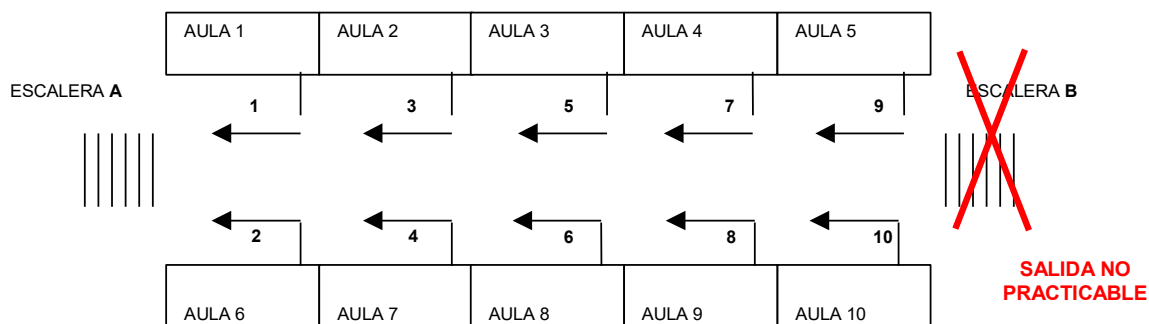 AULA 1 AULA 2 AULA 3 AULA 4 AULA 5
ESCALERA A
ESCALERA B
1 3 5 7 9
2 4 6 8 10
SALIDA NO
PRACTICABLE
AULA 6 AULA 7 AULA 8 AULA 9 AULA 10